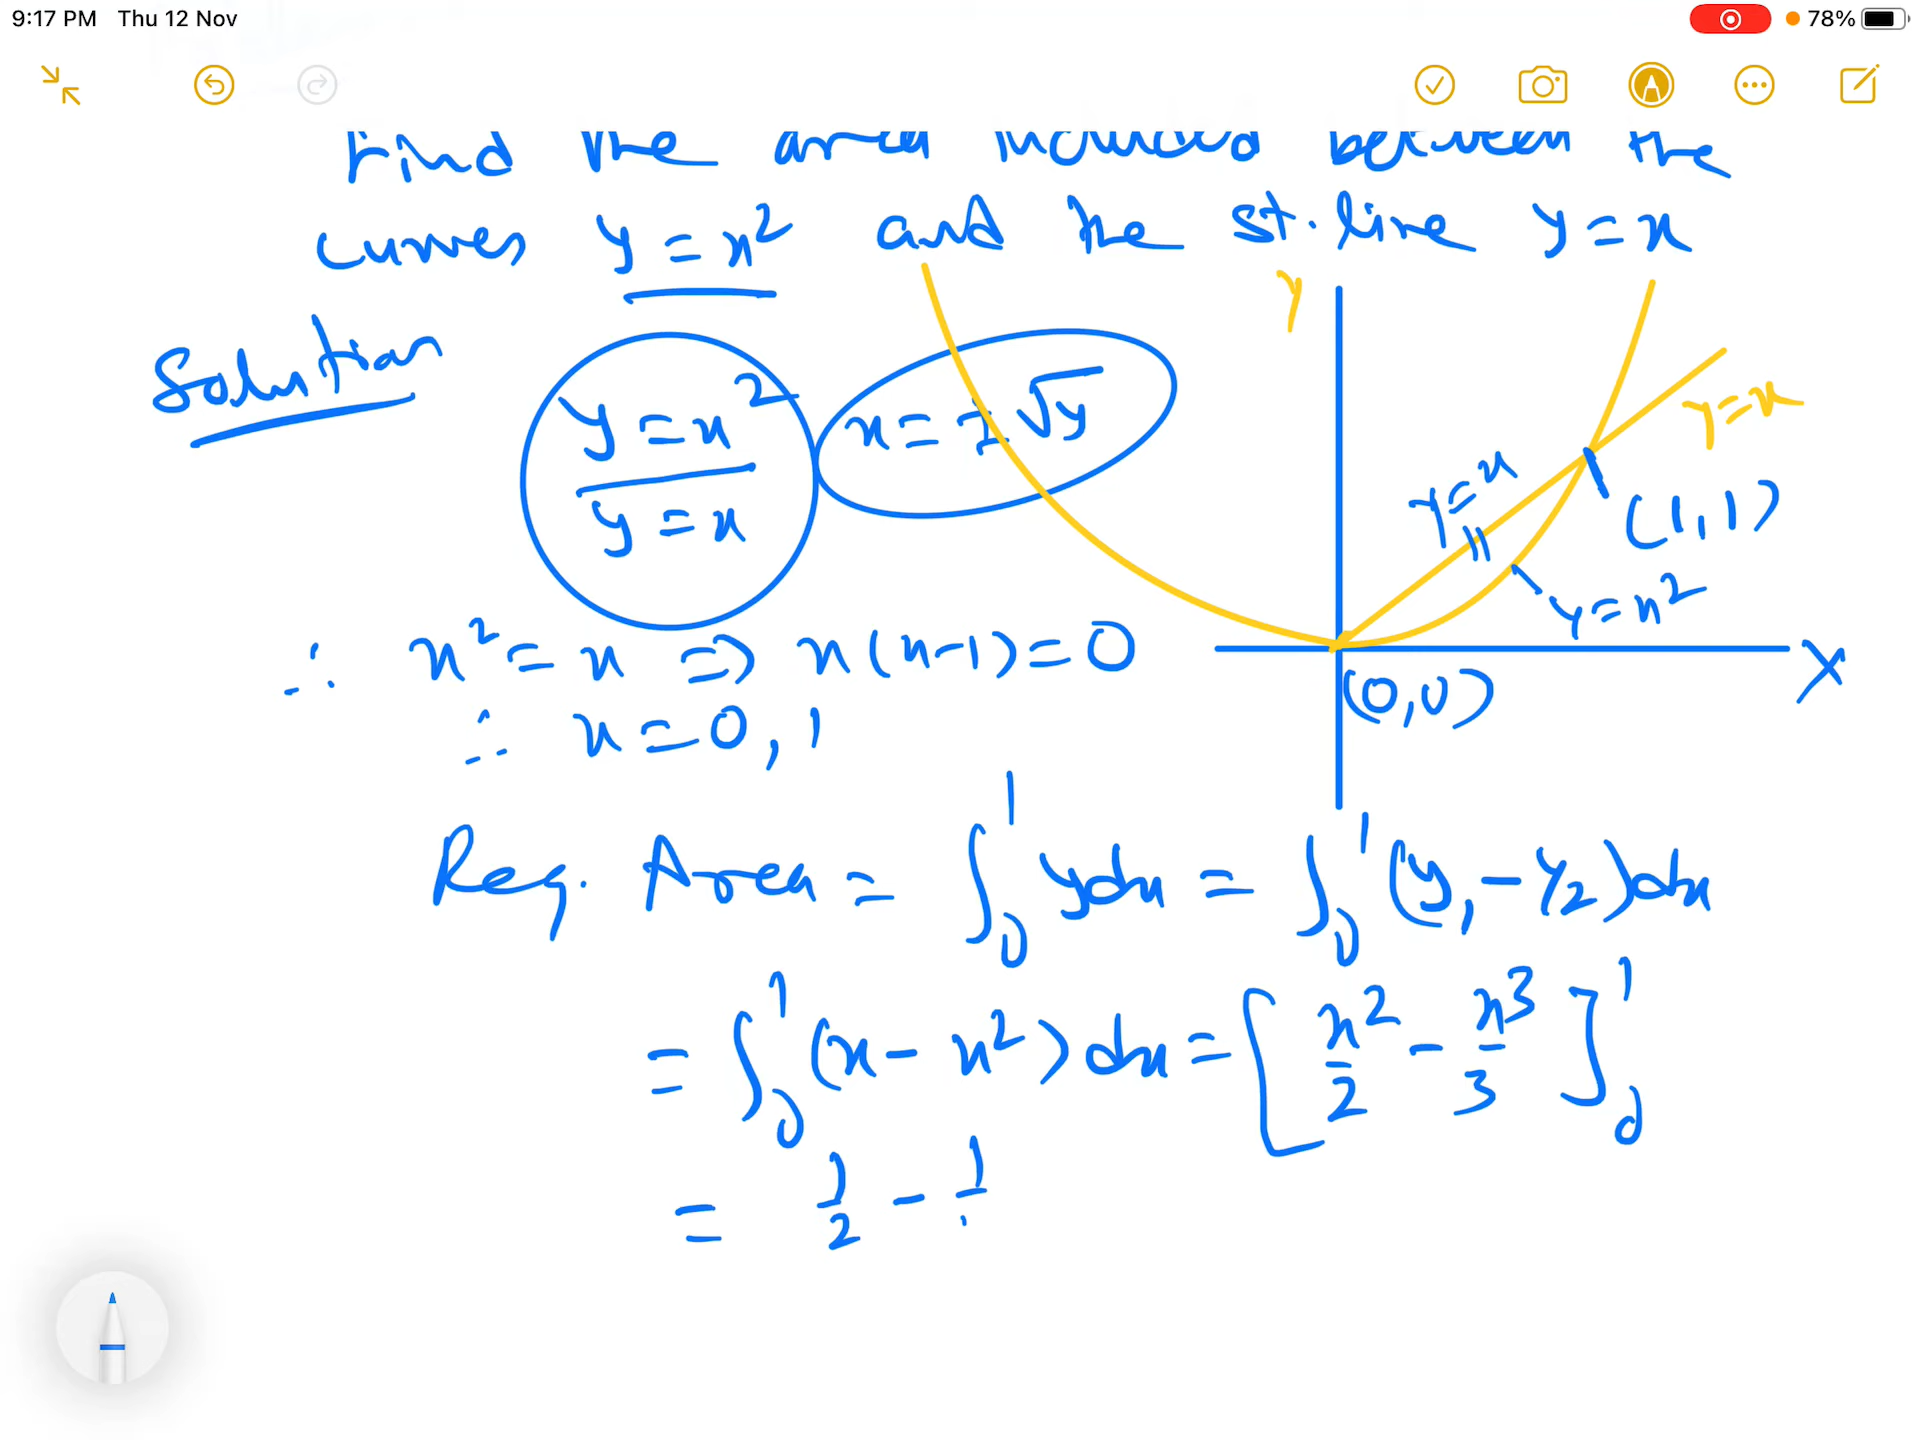 9:17 PM Thu 12 Nov
78%
Find the area included between the
curves y = x² and the st. line y = x
Solution
y = x²
y = x
x = ±√y
Y
y = x
y = x
(1,1)
y = x²
(0,0)
X
∴ x² = x ⇒ x(x-1) = 0
∴ x = 0, 1
Req. Area = ∫₀¹ ydx = ∫₀¹ (y₁ - y₂)dx
= ∫₀¹ (x - x²) dx = [x²/2 - x³/3]₀¹
= 1/2 - 1/